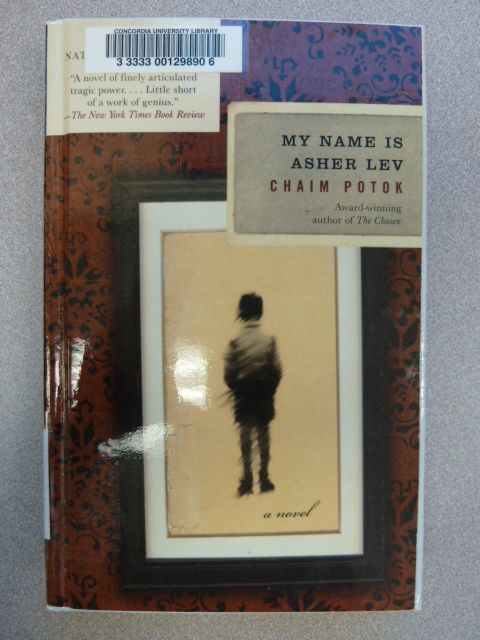 CONCORDIA UNIVERSITY LIBRARY
3 3333 00129890 6
NAT
"A novel of finely articulated
tragic power. . . . Little short
of a work of genius."
—The New York Times Book Review
MY NAME IS
ASHER LEV
CHAIM POTOK
Award-winning
author of The Chosen
a novel